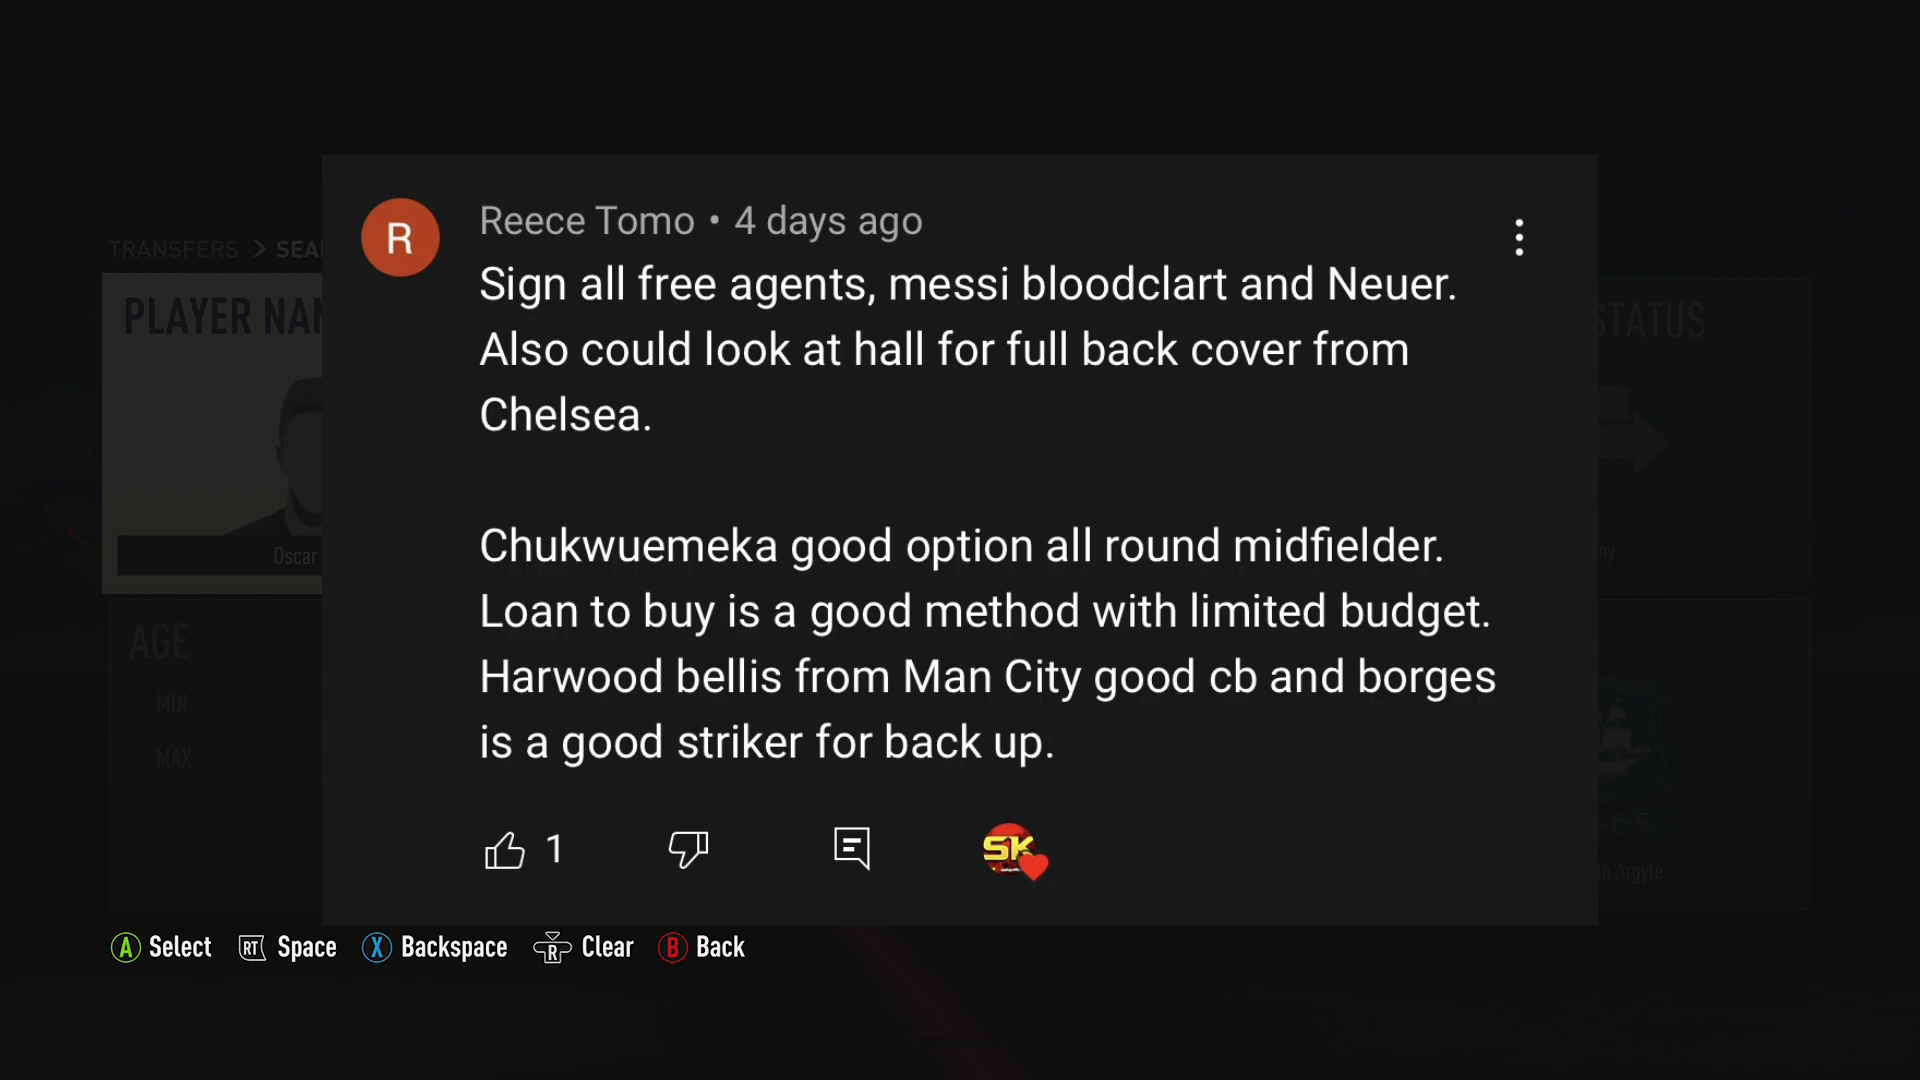 Reece Tomo • 4 days ago
R
Sign all free agents, messi bloodclart and Neuer.
Also could look at hall for full back cover from
Chelsea.
Chukwuemeka good option all round midfielder.
Loan to buy is a good method with limited budget.
Harwood bellis from Man City good cb and borges
is a good striker for back up.
1
SK
TRANSFERS > SEA
PLAYER NA
STATUS
Oscar
ny
AGE
MIN
MAX
h Argyle
A Select RT Space X Backspace R Clear B Back